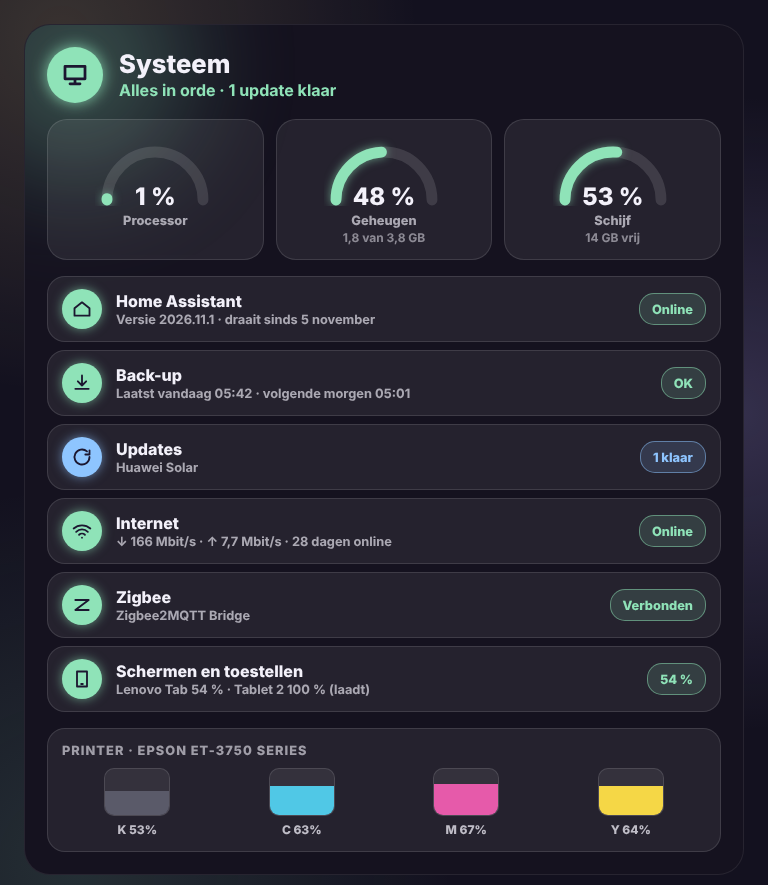 Systeem
Alles in orde · 1 update klaar
1 %
Processor
48 %
Geheugen
1,8 van 3,8 GB
53 %
Schijf
14 GB vrij
Home Assistant
Versie 2026.11.1 · draait sinds 5 november
Online
Back-up
Laatst vandaag 05:42 · volgende morgen 05:01
OK
Updates
Huawei Solar
1 klaar
Internet
↓ 166 Mbit/s · ↑ 7,7 Mbit/s · 28 dagen online
Online
Zigbee
Zigbee2MQTT Bridge
Verbonden
Schermen en toestellen
Lenovo Tab 54 % · Tablet 2 100 % (laadt)
54 %
PRINTER · EPSON ET-3750 SERIES
K 53%
C 63%
M 67%
Y 64%